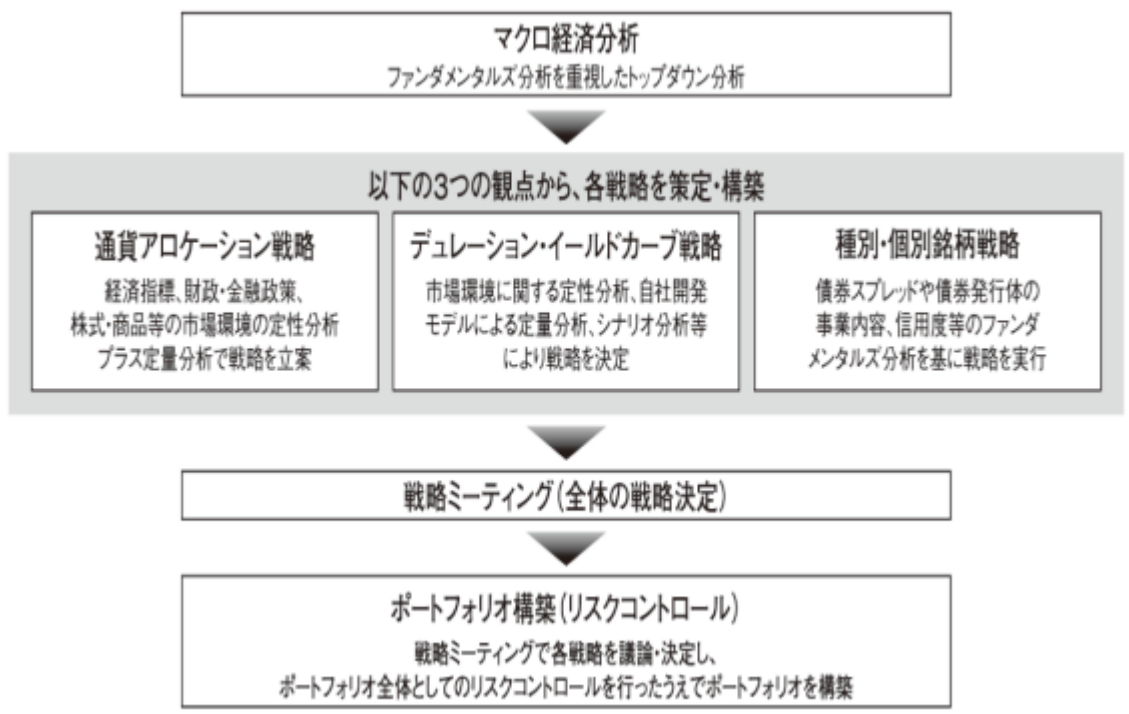 マクロ経済分析
ファンダメンタルズ分析を重視したトップダウン分析
以下の3つの観点から、各戦略を策定・構築
通貨アロケーション戦略
経済指標、財政・金融政策、
株式・商品等の市場環境の定性分析
プラス定量分析で戦略を立案
デュレーション・イールドカーブ戦略
市場環境に関する定性分析、自社開発
モデルによる定量分析、シナリオ分析等
により戦略を決定
種別・個別銘柄戦略
債券スプレッドや債券発行体の
事業内容、信用度等のファンダ
メンタルズ分析を基に戦略を実行
戦略ミーティング(全体の戦略決定)
ポートフォリオ構築(リスクコントロール)
戦略ミーティングで各戦略を議論・決定し、
ポートフォリオ全体としてのリスクコントロールを行ったうえでポートフォリオを構築